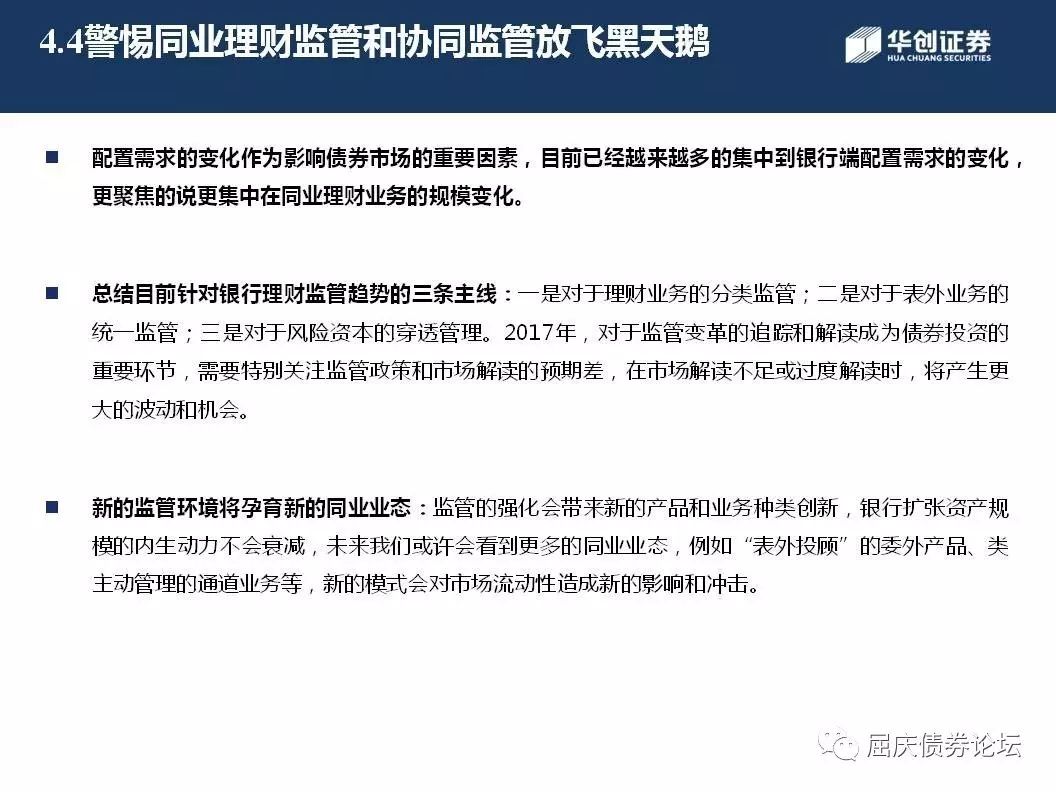 4.4警惕同业理财监管和协同监管放飞黑天鹅
华创证券
HUA CHUANG SECURITIES
配置需求的变化作为影响债券市场的重要因素，目前已经越来越多的集中到银行端配置需求的变化，
更聚焦的说更集中在同业理财业务的规模变化。
总结目前针对银行理财监管趋势的三条主线：一是对于理财业务的分类监管；二是对于表外业务的
统一监管；三是对于风险资本的穿透管理。2017年，对于监管变革的追踪和解读成为债券投资的
重要环节，需要特别关注监管政策和市场解读的预期差，在市场解读不足或过度解读时，将产生更
大的波动和机会。
新的监管环境将孕育新的同业业态：监管的强化会带来新的产品和业务种类创新，银行扩张资产规
模的内生动力不会衰减，未来我们或许会看到更多的同业业态，例如“表外投顾”的委外产品、类
主动管理的通道业务等，新的模式会对市场流动性造成新的影响和冲击。
屈庆债券论坛